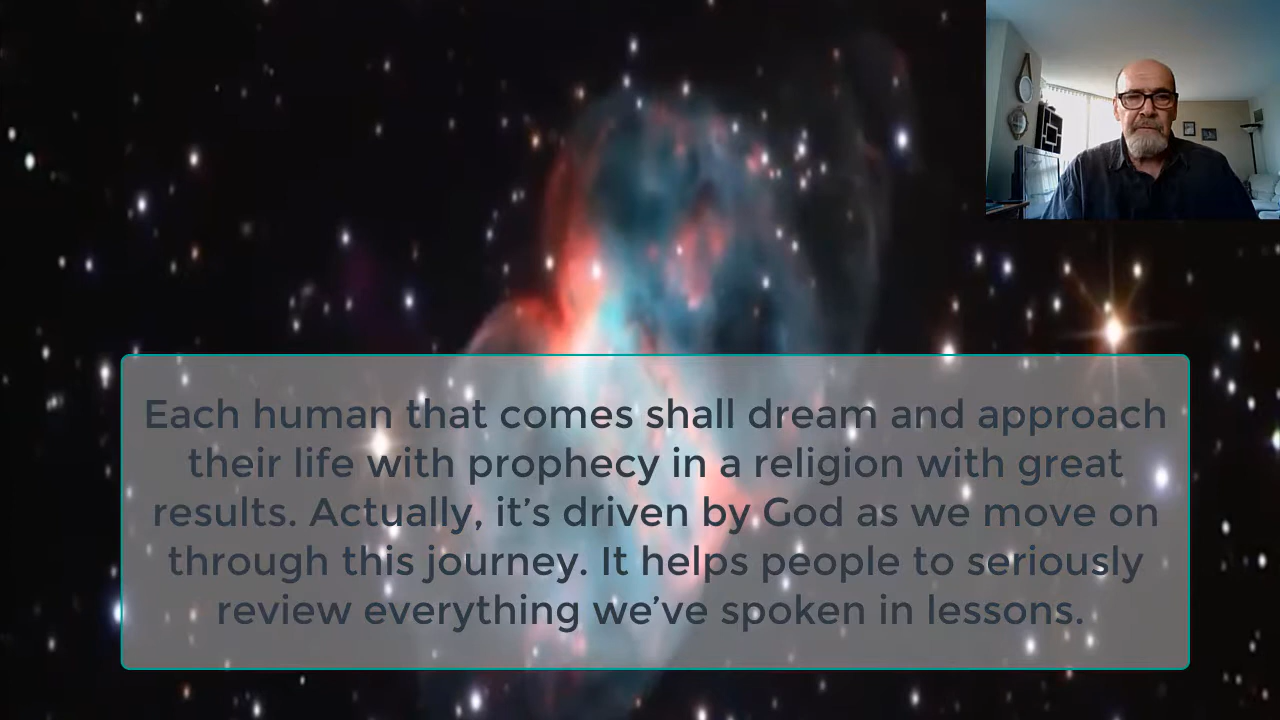 Each human that comes shall dream and approach
their life with prophecy in a religion with great
results. Actually, it’s driven by God as we move on
through this journey. It helps people to seriously
review everything we’ve spoken in lessons.